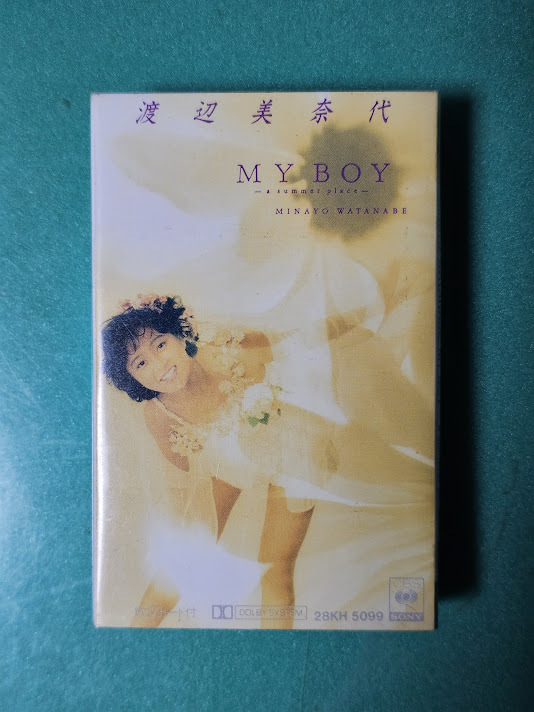 渡辺美奈代
MY BOY
—a summer place—
MINAYO WATANABE
DOLBY SYSTEM
28KH 5099
CBS
SONY